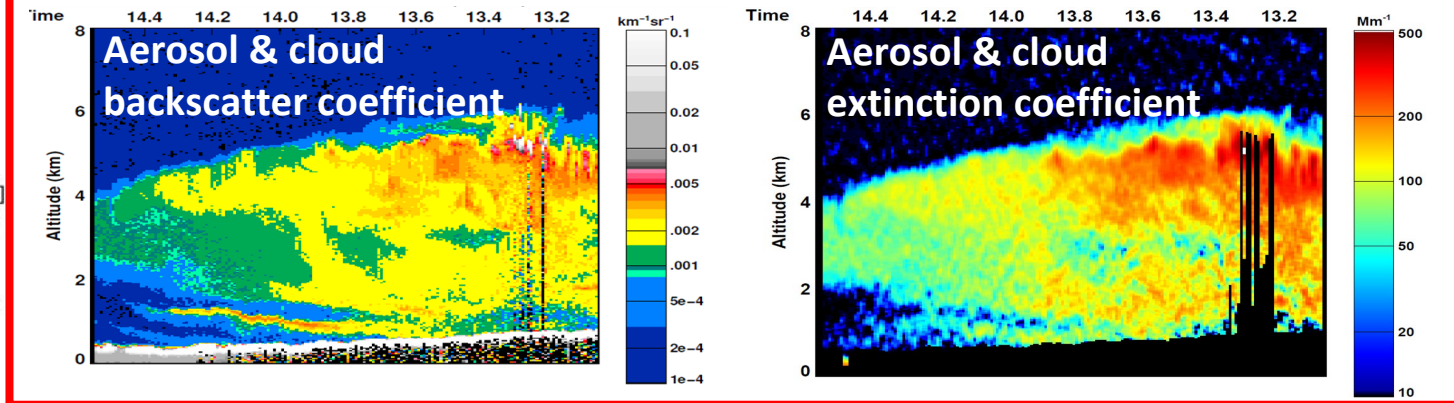 Time 14.4 14.2 14.0 13.8 13.6 13.4 13.2
km⁻¹sr⁻¹
Aerosol & cloud
backscatter coefficient
Altitude (km)
8
6
4
2
0
0.1
0.05
0.02
0.01
.005
.002
.001
5e-4
2e-4
1e-4
Time 14.4 14.2 14.0 13.8 13.6 13.4 13.2
Mm⁻¹
Aerosol & cloud
extinction coefficient
Altitude (km)
8
6
4
2
0
500
200
100
50
20
10